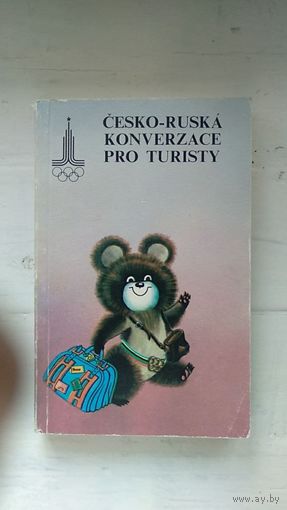 ČESKO-RUSKÁ
KONVERZACE
PRO TURISTY
www.ay.by